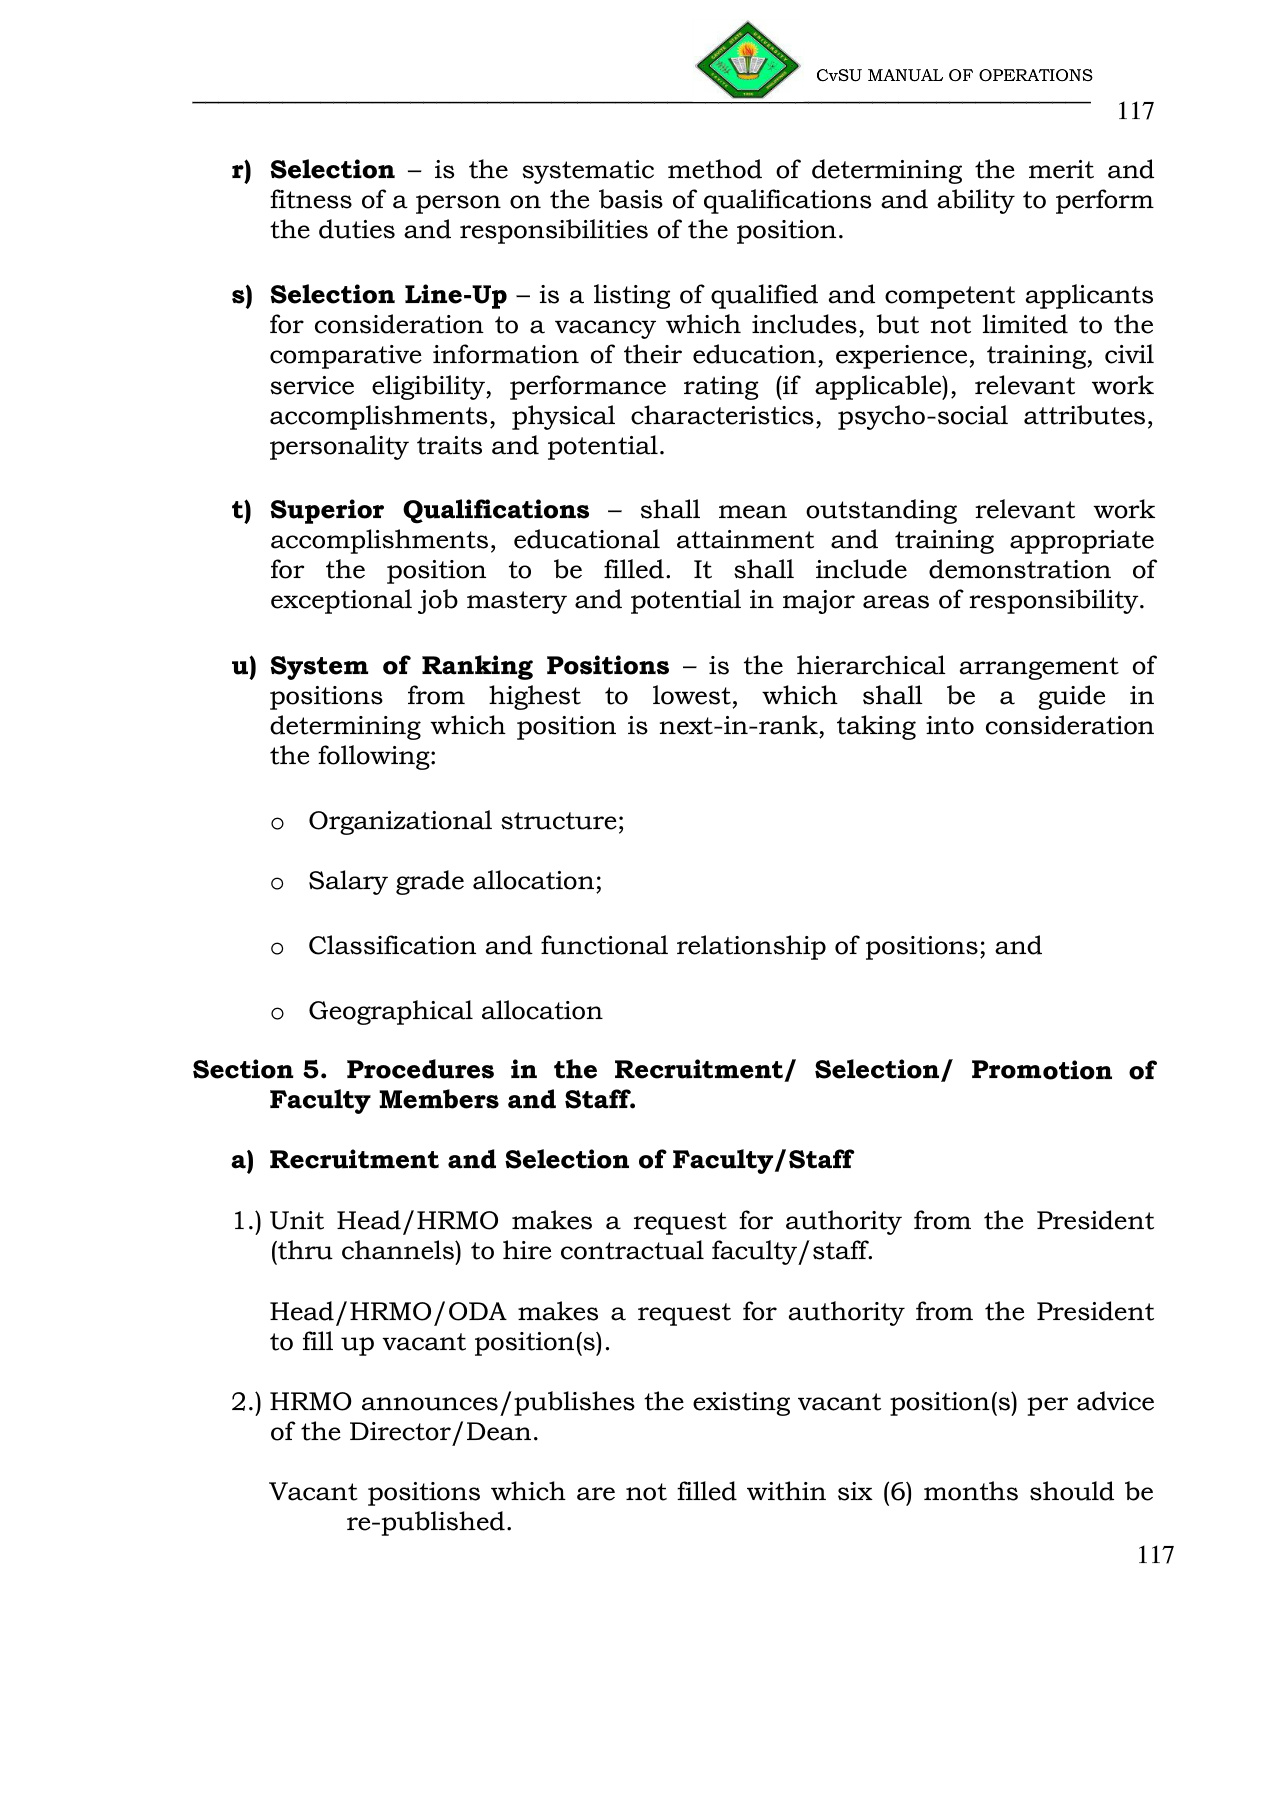 CvSU MANUAL OF OPERATIONS
117
r) Selection – is the systematic method of determining the merit and
fitness of a person on the basis of qualifications and ability to perform
the duties and responsibilities of the position.
s) Selection Line-Up – is a listing of qualified and competent applicants
for consideration to a vacancy which includes, but not limited to the
comparative information of their education, experience, training, civil
service eligibility, performance rating (if applicable), relevant work
accomplishments, physical characteristics, psycho-social attributes,
personality traits and potential.
t) Superior Qualifications – shall mean outstanding relevant work
accomplishments, educational attainment and training appropriate
for the position to be filled. It shall include demonstration of
exceptional job mastery and potential in major areas of responsibility.
u) System of Ranking Positions – is the hierarchical arrangement of
positions from highest to lowest, which shall be a guide in
determining which position is next-in-rank, taking into consideration
the following:
o Organizational structure;
o Salary grade allocation;
o Classification and functional relationship of positions; and
o Geographical allocation
Section 5. Procedures in the Recruitment/ Selection/ Promotion of
Faculty Members and Staff.
a) Recruitment and Selection of Faculty/Staff
1.) Unit Head/HRMO makes a request for authority from the President
(thru channels) to hire contractual faculty/staff.
Head/HRMO/ODA makes a request for authority from the President
to fill up vacant position(s).
2.) HRMO announces/publishes the existing vacant position(s) per advice
of the Director/Dean.
Vacant positions which are not filled within six (6) months should be
re-published.
117